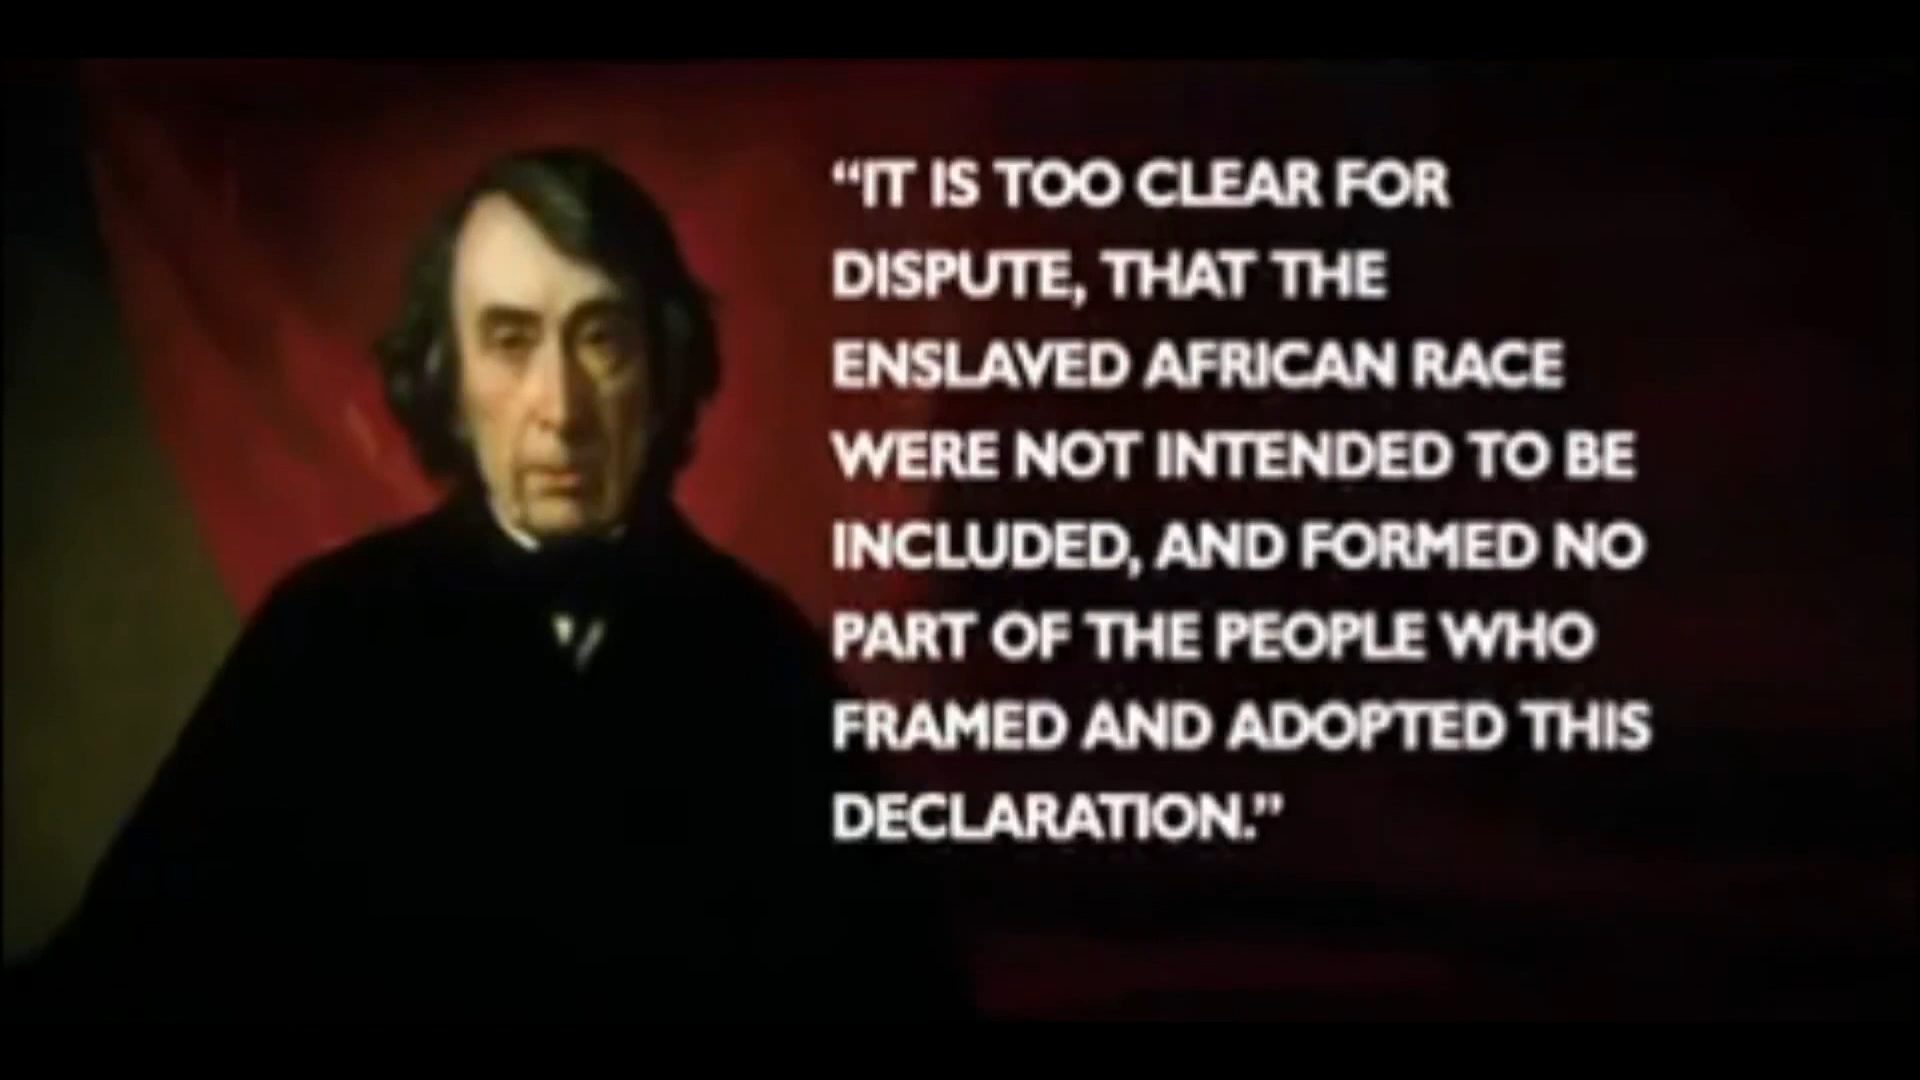 “IT IS TOO CLEAR FOR
DISPUTE, THAT THE
ENSLAVED AFRICAN RACE
WERE NOT INTENDED TO BE
INCLUDED, AND FORMED NO
PART OF THE PEOPLE WHO
FRAMED AND ADOPTED THIS
DECLARATION.”